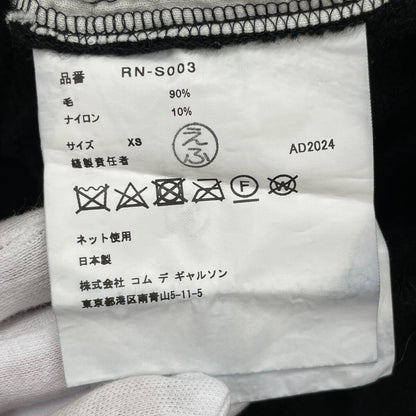 品番 RN-S003
毛 90%
ナイロン 10%
サイズ XS
縫製責任者 えふ AD2024
F W
ネット使用
日本製
株式会社 コム デ ギャルソン
東京都港区南青山5-11-5